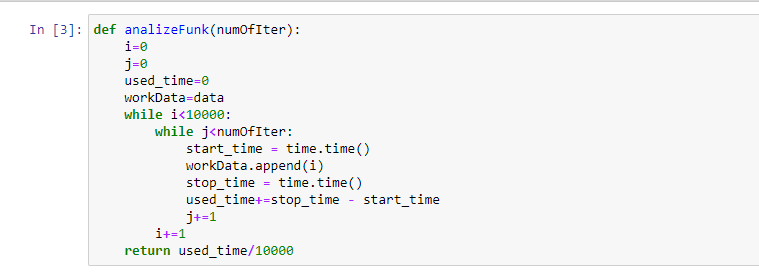 In [3]: def analizeFunk(numOfIter):
    i=0
    j=0
    used_time=0
    workData=data
    while i<10000:
        while j<numOfIter:
            start_time = time.time()
            workData.append(i)
            stop_time = time.time()
            used_time+=stop_time - start_time
            j+=1
        i+=1
    return used_time/10000